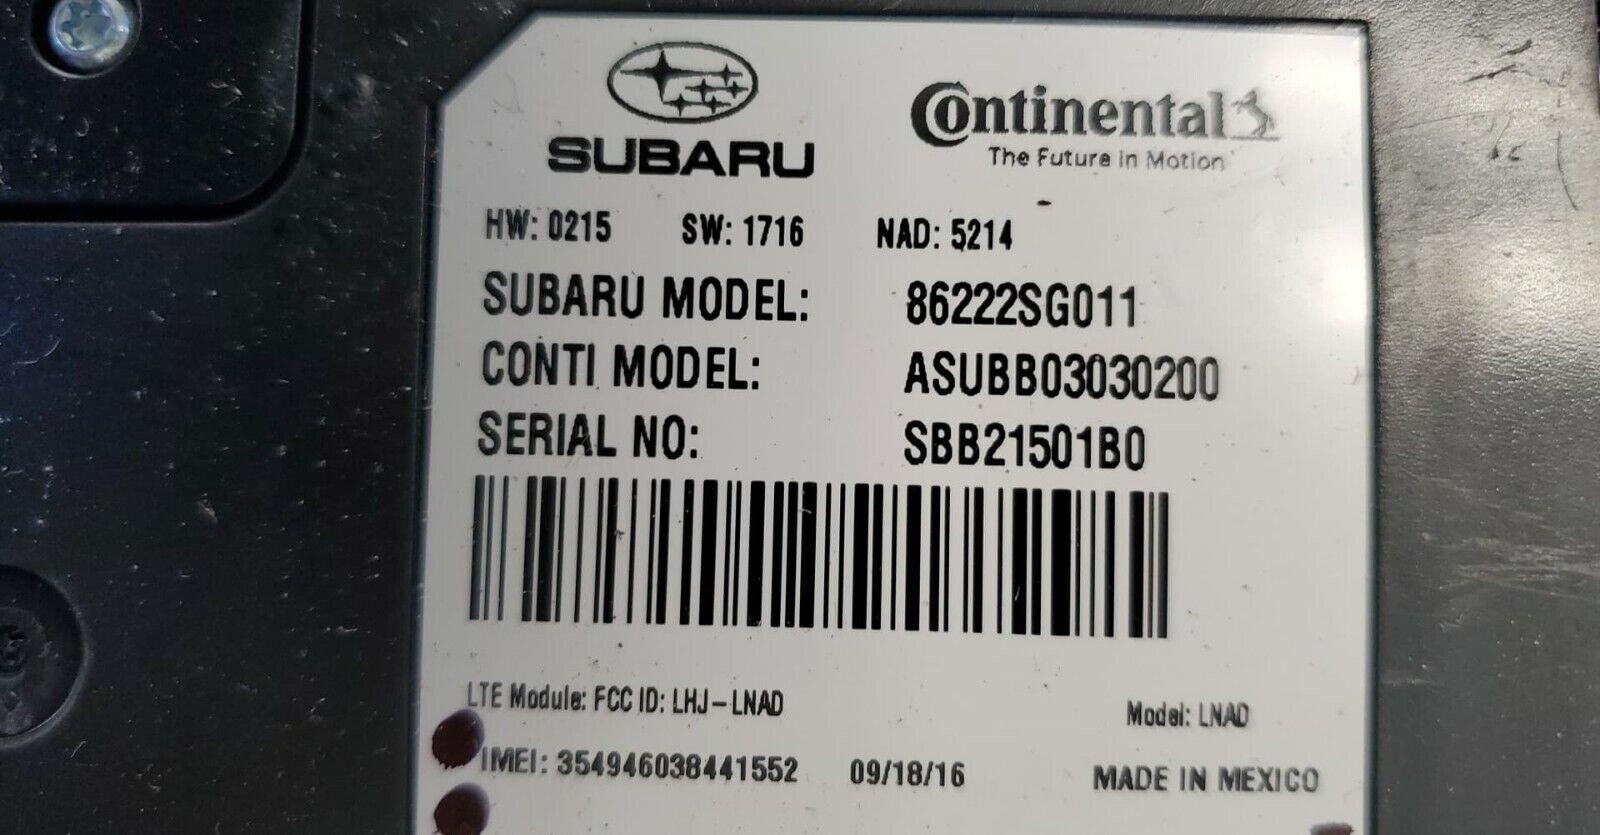 SUBARU
Continental
The Future in Motion
HW: 0215 SW: 1716 NAD: 5214
SUBARU MODEL: 86222SG011
CONTI MODEL: ASUBB03030200
SERIAL NO: SBB21501B0
LTE Module: FCC ID: LHJ-LNAD Model: LNAD
IMEI: 354946038441552 09/18/16 MADE IN MEXICO